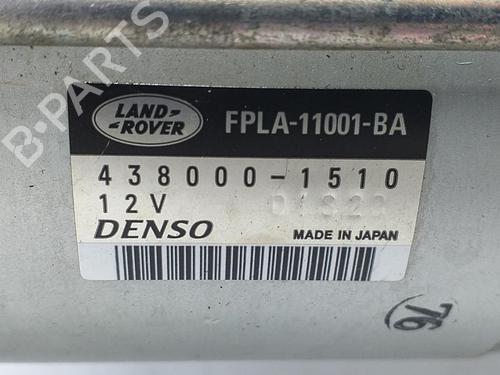 B-PARTS
LAND-
-ROVER
FPLA-11001-BA
438000-1510
12V
DENSO
MADE IN JAPAN